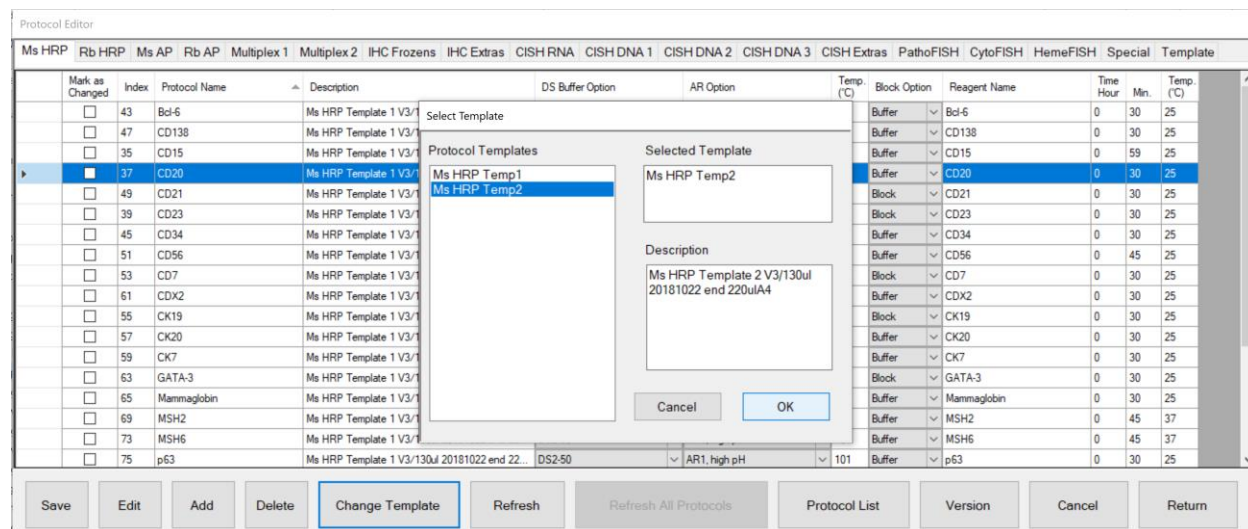 Protocol Editor
Ms HRP Rb HRP Ms AP Rb AP Multiplex 1 Multiplex 2 IHC Frozens IHC Extras CISH RNA CISH DNA 1 CISH DNA 2 CISH DNA 3 CISH Extras PathoFISH CytoFISH HemeFISH Special Template
Mark as Changed Index Protocol Name Description DS Buffer Option AR Option Temp. (°C) Block Option Reagent Name Time Hour Min. Temp. (°C)
43 Bcl-6 Ms HRP Template 1 V3/1 Buffer Bcl-6 0 30 25
47 CD138 Ms HRP Template 1 V3/1 Buffer CD138 0 30 25
35 CD15 Ms HRP Template 1 V3/1 Buffer CD15 0 59 25
37 CD20 Ms HRP Template 1 V3/1 Buffer CD20 0 30 25
49 CD21 Ms HRP Template 1 V3/1 Block CD21 0 30 25
39 CD23 Ms HRP Template 1 V3/1 Block CD23 0 30 25
45 CD34 Ms HRP Template 1 V3/1 Buffer CD34 0 30 25
51 CD56 Ms HRP Template 1 V3/1 Buffer CD56 0 45 25
53 CD7 Ms HRP Template 1 V3/1 Block CD7 0 30 25
61 CDX2 Ms HRP Template 1 V3/1 Buffer CDX2 0 30 25
55 CK19 Ms HRP Template 1 V3/1 Block CK19 0 30 25
57 CK20 Ms HRP Template 1 V3/1 Buffer CK20 0 30 25
59 CK7 Ms HRP Template 1 V3/1 Buffer CK7 0 30 25
63 GATA-3 Ms HRP Template 1 V3/1 Block GATA-3 0 30 25
65 Mammaglobin Ms HRP Template 1 V3/1 Buffer Mammaglobin 0 30 25
69 MSH2 Ms HRP Template 1 V3/1 Buffer MSH2 0 45 37
73 MSH6 Ms HRP Template 1 V3/1 Buffer MSH6 0 45 37
75 p63 Ms HRP Template 1 V3/130ul 20181022 end 22... DS2-50 AR1, high pH 101 Buffer p63 0 30 25
Select Template
Protocol Templates
Ms HRP Temp1
Ms HRP Temp2
Selected Template
Ms HRP Temp2
Description
Ms HRP Template 2 V3/130ul
20181022 end 220ulA4
Cancel OK
Save Edit Add Delete Change Template Refresh Refresh All Protocols Protocol List Version Cancel Return